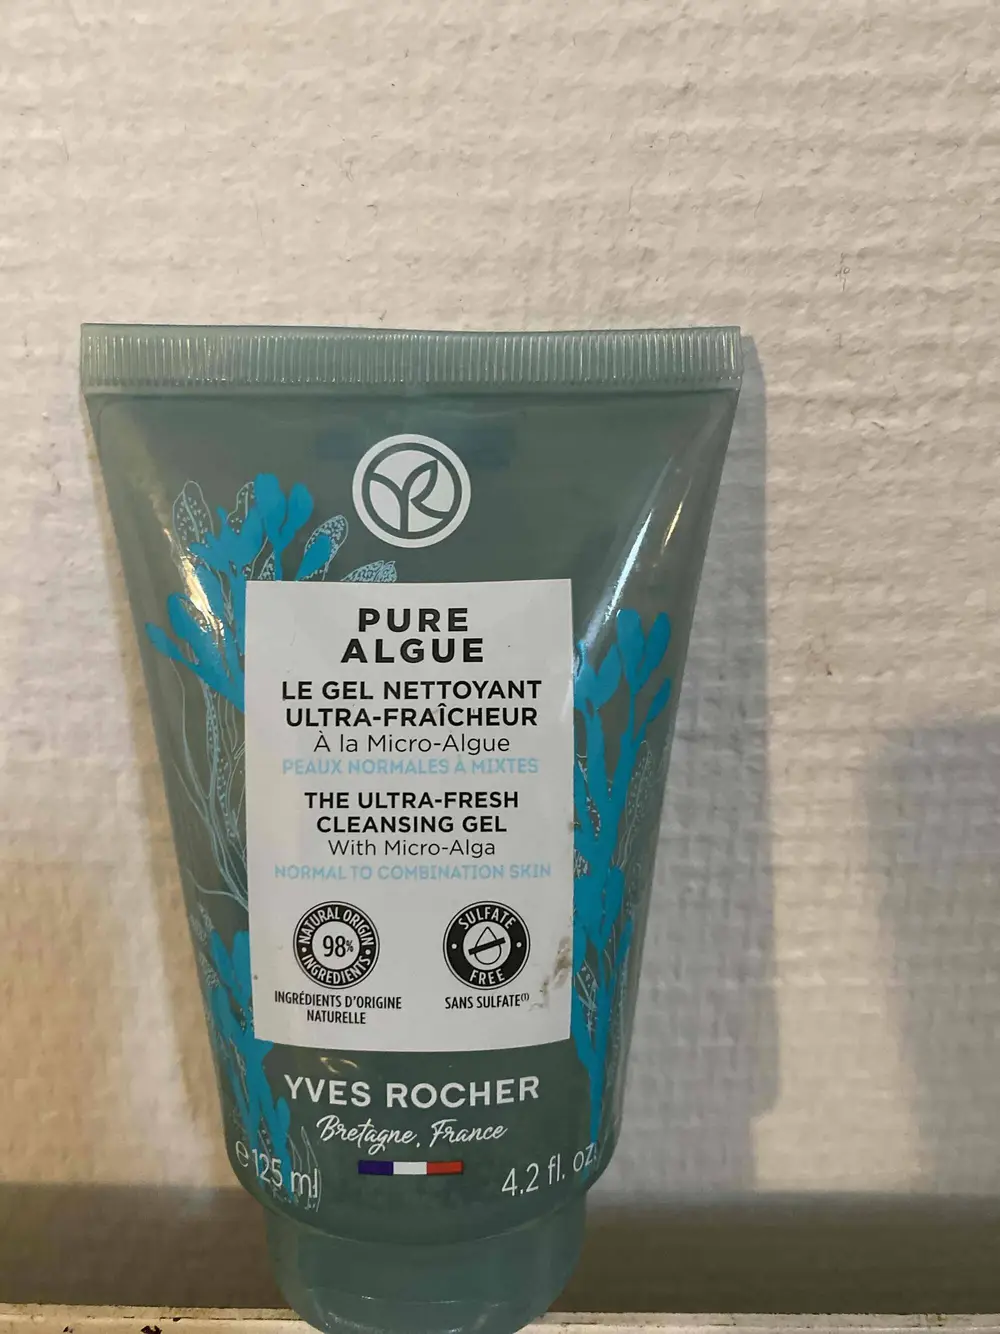 PURE
ALGUE
LE GEL NETTOYANT
ULTRA-FRAÎCHEUR
À la Micro-Algue
PEAUX NORMALES À MIXTES
THE ULTRA-FRESH
CLEANSING GEL
With Micro-Alga
NORMAL TO COMBINATION SKIN
NATURAL ORIGIN
98%
INGREDIENTS
INGRÉDIENTS D'ORIGINE
NATURELLE
SULFATE
FREE
SANS SULFATE(1)
YVES ROCHER
Bretagne, France
e125 ml
4.2 fl. oz.